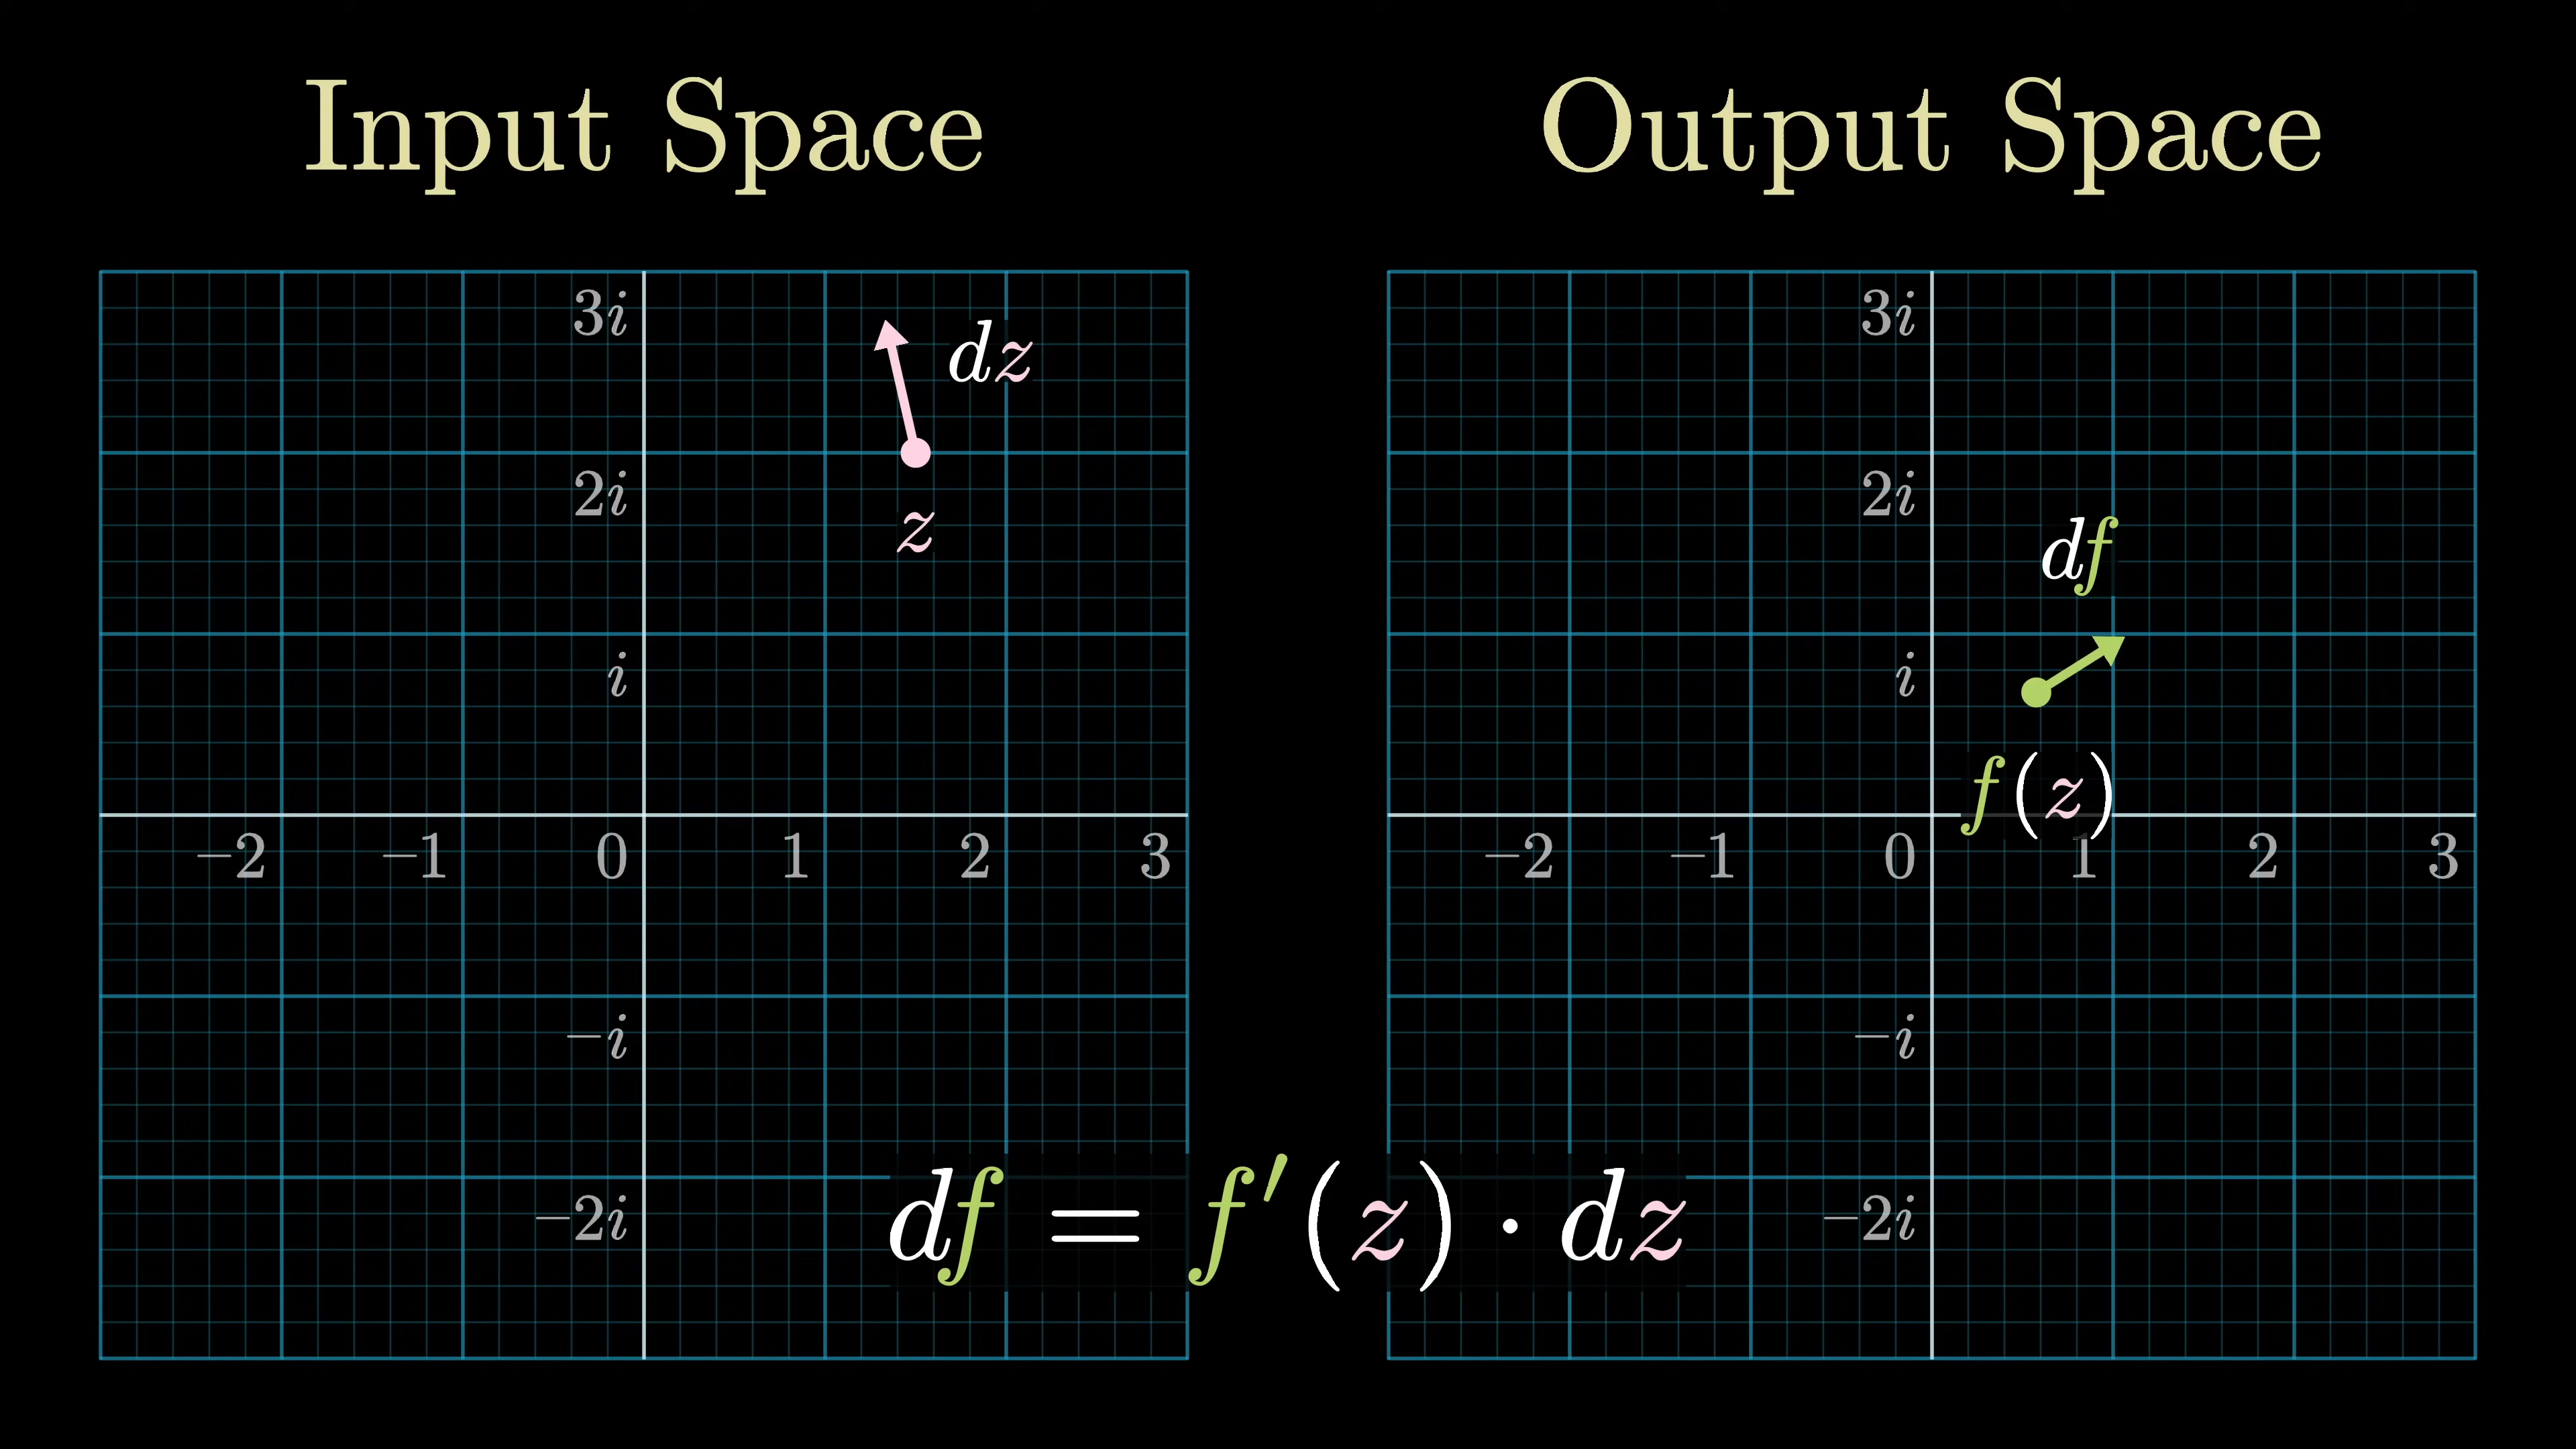 Input Space
Output Space
3i
dz
2i
z
i
−2 −1 0 1 2 3
−i
−2i
3i
2i
df
i
f(z)
−2 −1 0 1 2 3
−i
−2i
df = f′(z) · dz